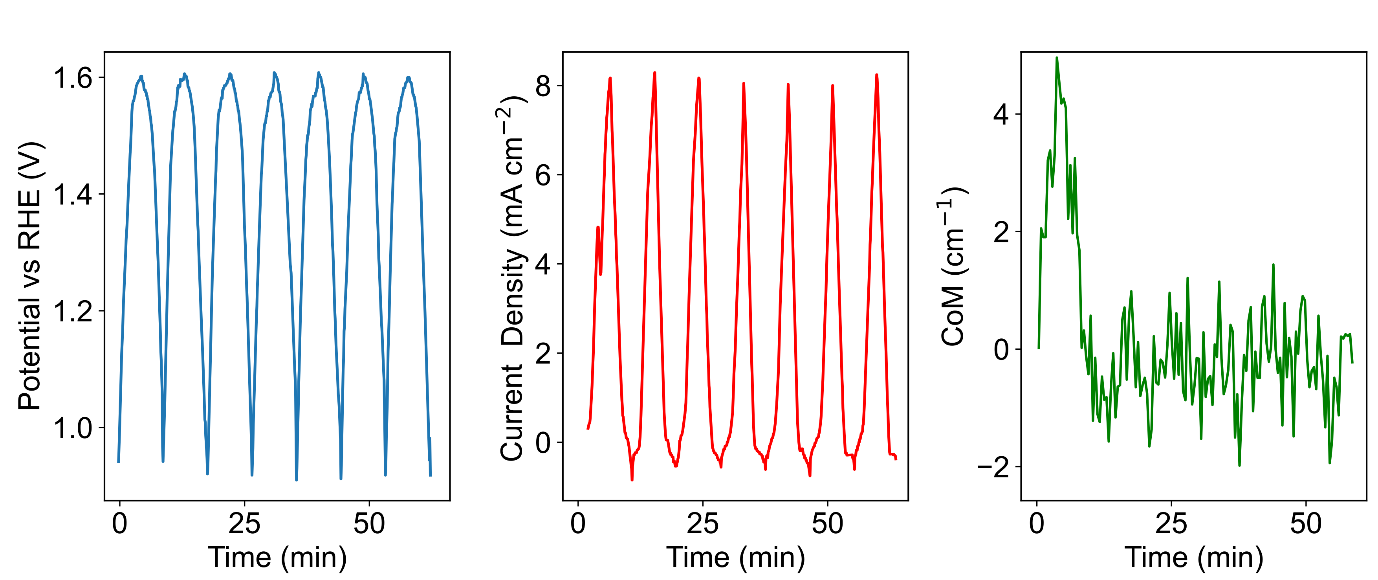 Potential vs RHE (V)
1.6
1.4
1.2
1.0
0 25 50
Time (min)
Current Density (mA cm⁻²)
8
6
4
2
0
0 25 50
Time (min)
CoM (cm⁻¹)
4
2
0
−2
0 25 50
Time (min)